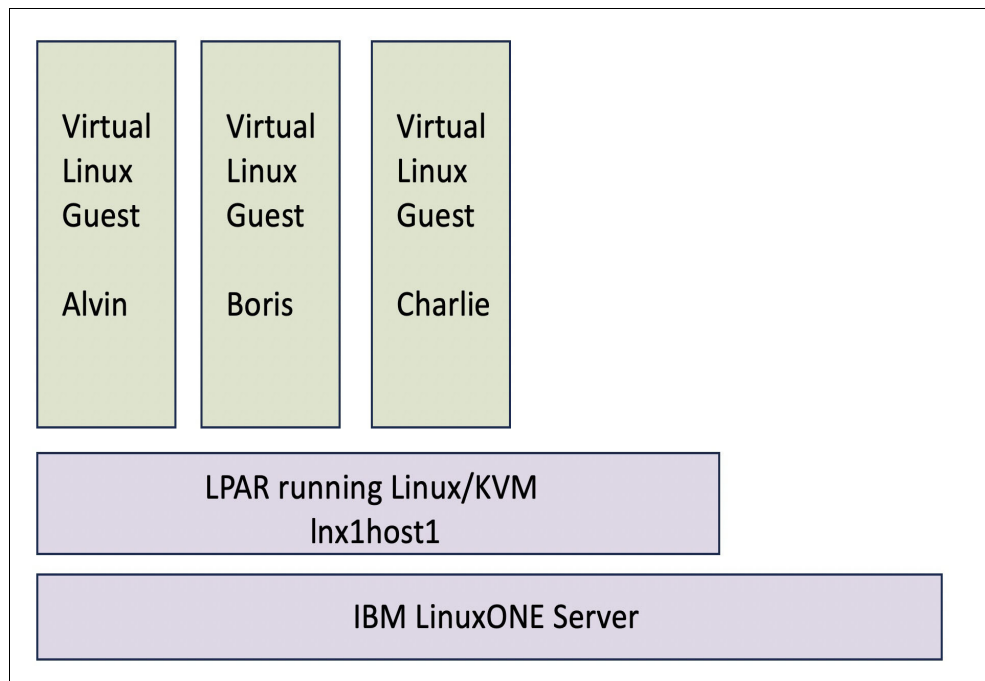 Virtual
Linux
Guest
Alvin
Virtual
Linux
Guest
Boris
Virtual
Linux
Guest
Charlie
LPAR running Linux/KVM
lnx1host1
IBM LinuxONE Server